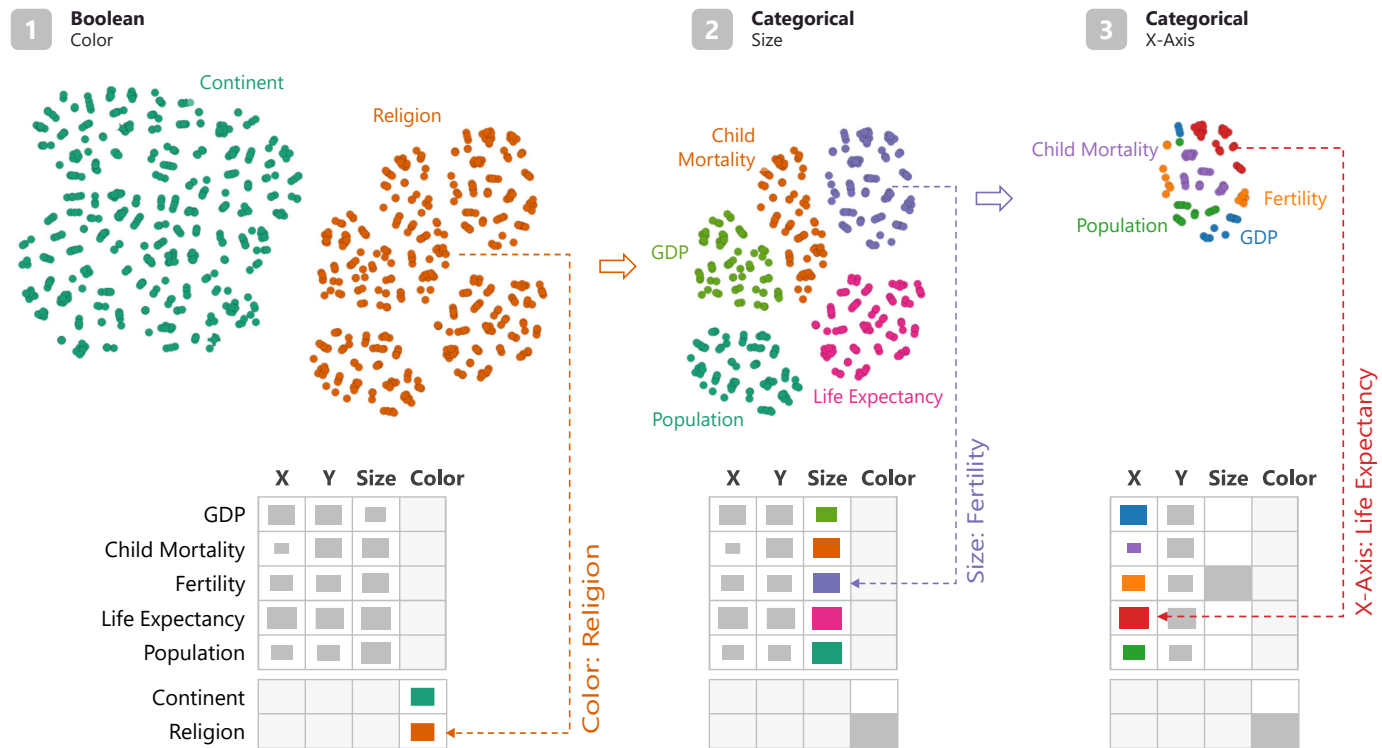 1
Boolean
Color
2
Categorical
Size
3
Categorical
X-Axis
Continent
Religion
Child
Mortality
GDP
Population
Life Expectancy
Child Mortality
Fertility
Population
GDP
Color: Religion
Size: Fertility
X-Axis: Life Expectancy
X Y Size Color
GDP
Child Mortality
Fertility
Life Expectancy
Population
Continent
Religion
X Y Size Color
X Y Size Color